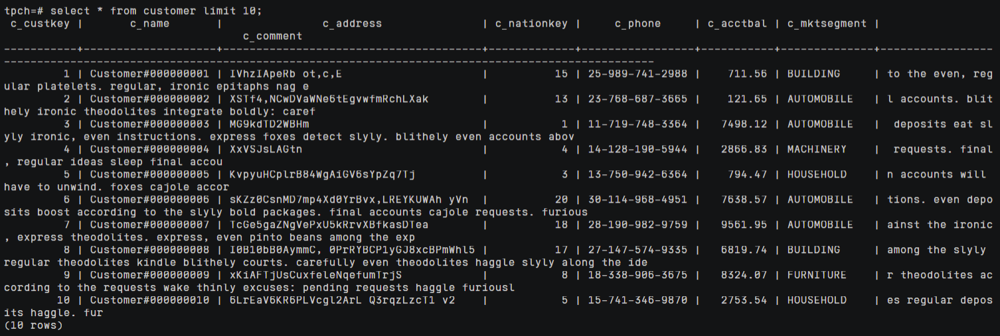 tpch=# select * from customer limit 10;
 c_custkey |       c_name       |               c_address               | c_nationkey |     c_phone     | c_acctbal | c_mktsegment |
                                    c_comment
-----------+--------------------+---------------------------------------+-------------+-----------------+-----------+--------------+-----------------
--------------------------------------------------------------------------------------------------
         1 | Customer#000000001 | IVhzIApeRb ot,c,E                     |          15 | 25-989-741-2988 |    711.56 | BUILDING     | to the even, reg
ular platelets. regular, ironic epitaphs nag e
         2 | Customer#000000002 | XSTf4,NCwDVaWNe6tEgvwfmRchLXak        |          13 | 23-768-687-3665 |    121.65 | AUTOMOBILE   | l accounts. blit
hely ironic theodolites integrate boldly: caref
         3 | Customer#000000003 | MG9kdTD2WBHm                          |           1 | 11-719-748-3364 |   7498.12 | AUTOMOBILE   |  deposits eat sl
yly ironic, even instructions. express foxes detect slyly. blithely even accounts abov
         4 | Customer#000000004 | XxVSJsLAGtn                           |           4 | 14-128-190-5944 |   2866.83 | MACHINERY    |  requests. final
, regular ideas sleep final accou
         5 | Customer#000000005 | KvpyuHCplrB84WgAiGV6sYpZq7Tj          |           3 | 13-750-942-6364 |    794.47 | HOUSEHOLD    | n accounts will
have to unwind. foxes cajole accor
         6 | Customer#000000006 | sKZz0CsnMD7mp4Xd0YrBvx,LREYKUWAh yVn  |          20 | 30-114-968-4951 |   7638.57 | AUTOMOBILE   | tions. even depo
sits boost according to the slyly bold packages. final accounts cajole requests. furious
         7 | Customer#000000007 | TcGe5gaZNgVePxU5kRrvXBfkasDTea        |          18 | 28-190-982-9759 |   9561.95 | AUTOMOBILE   | ainst the ironic
, express theodolites. express, even pinto beans among the exp
         8 | Customer#000000008 | I0B10bB0AymmC, 0PrRYBCP1yGJ8xcBPmWhl5 |          17 | 27-147-574-9335 |   6819.74 | BUILDING     | among the slyly
regular theodolites kindle blithely courts. carefully even theodolites haggle slyly along the ide
         9 | Customer#000000009 | xKiAFTjUsCuxfeleNqefumTrjS            |           8 | 18-338-906-3675 |   8324.07 | FURNITURE    | r theodolites ac
cording to the requests wake thinly excuses: pending requests haggle furiousl
        10 | Customer#000000010 | 6LrEaV6KR6PLVcgl2ArL Q3rqzLzcT1 v2    |           5 | 15-741-346-9870 |   2753.54 | HOUSEHOLD    | es regular depos
its haggle. fur
(10 rows)